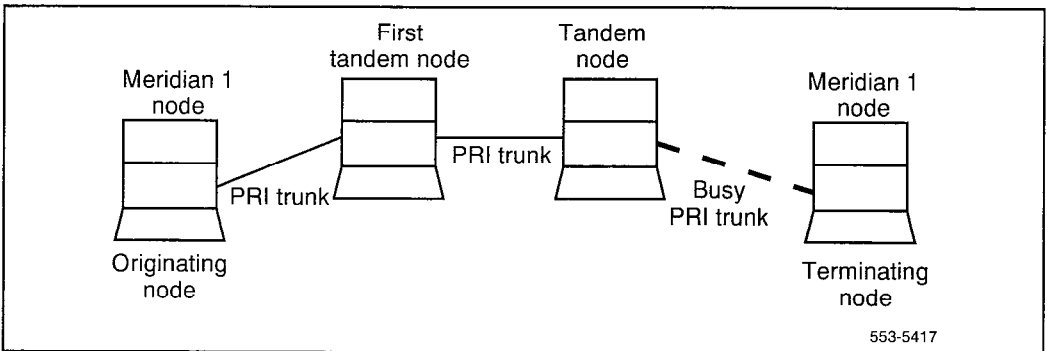 First
tandem node
Tandem
node
Meridian 1
node
Meridian 1
node
PRI trunk
PRI trunk
Busy
PRI trunk
Originating
node
Terminating
node
553-5417